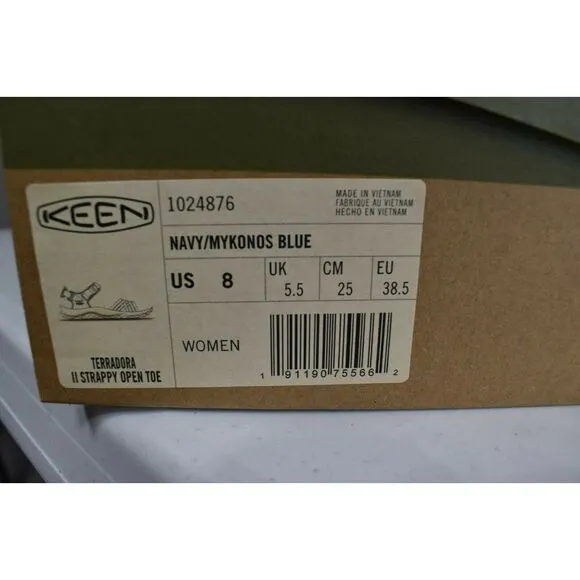 KEEN
1024876
MADE IN VIETNAM
FABRIQUE AU VIETNAM
HECHO EN VIETNAM
NAVY/MYKONOS BLUE
US 8
UK 5.5
CM 25
EU 38.5
TERRADORA
II STRAPPY OPEN TOE
WOMEN
1 91190 75566 2